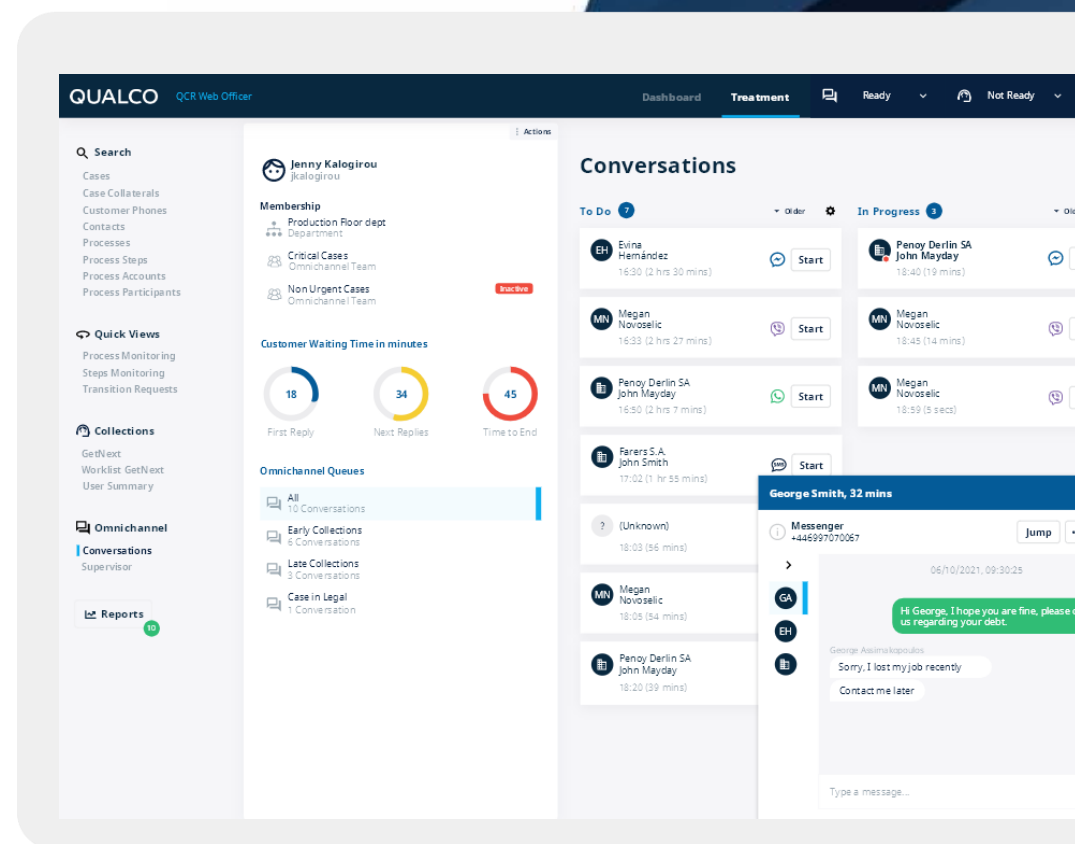 QUALCO QCR Web Officer
Dashboard Treatment Ready Not Ready
Search
Cases
Case Collaterals
Customer Phones
Contacts
Processes
Process Steps
Process Accounts
Process Participants
Quick Views
Process Monitoring
Steps Monitoring
Transition Requests
Collections
GetNext
Worklist GetNext
User Summary
Omnichannel
Conversations
Supervisor
Reports
10
Actions
Jenny Kalogirou
jkalogirou
Membership
Production Floor dept
Department
Critical Cases
Omnichannel Team
Non Urgent Cases
Omnichannel Team
Inactive
Customer Waiting Time in minutes
18 34 45
First Reply Next Replies Time to End
Omnichannel Queues
All
10 Conversations
Early Collections
6 Conversations
Late Collections
3 Conversations
Case in Legal
1 Conversation
Conversations
To Do 7 Older
EH Evina
Hernández
16:30 (2 hrs 30 mins)
Start
MN Megan
Novoselic
16:33 (2 hrs 27 mins)
Start
Penoy Derlin SA
John Mayday
16:50 (2 hrs 7 mins)
Start
Farers S.A.
John Smith
17:02 (1 hr 55 mins)
SMS Start
? (Unknown)
18:03 (56 mins)
MN Megan
Novoselic
18:05 (54 mins)
Penoy Derlin SA
John Mayday
18:20 (39 mins)
In Progress 3
Penoy Derlin SA
John Mayday
18:40 (19 mins)
MN Megan
Novoselic
18:45 (14 mins)
MN Megan
Novoselic
18:59 (5 secs)
George Smith, 32 mins
Messenger
+446997070067
Jump
GA
EH
06/10/2021, 09:30:25
Hi George, I hope you are fine, please
us regarding your debt.
George Assimakopoulos
Sorry, I lost my job recently
Contact me later
Type a message...